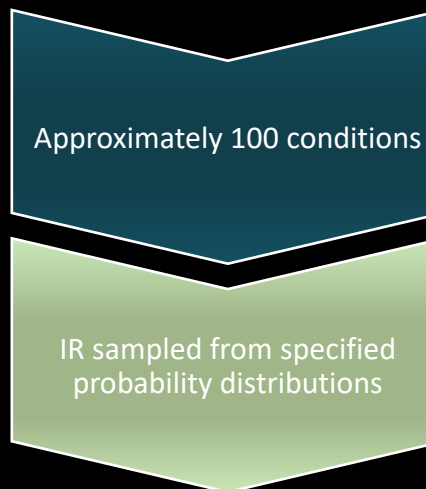 Approximately 100 conditions
IR sampled from specified
probability distributions